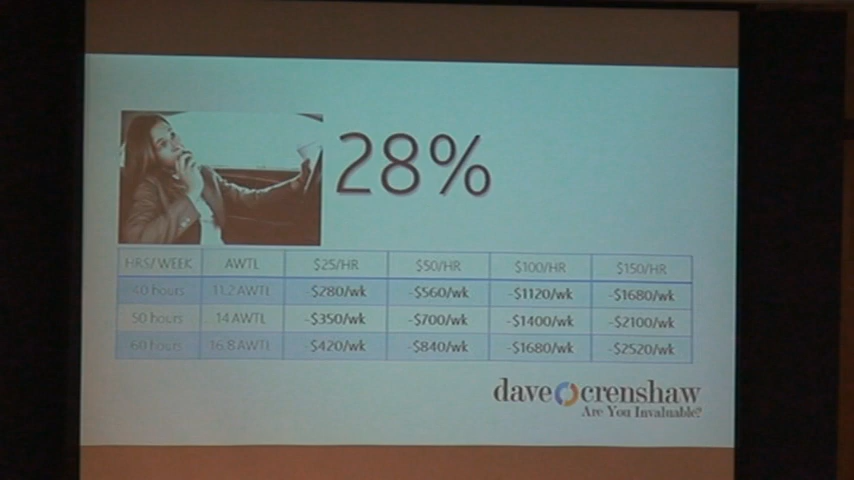 28%
HRS/WEEK AWTL $25/HR $50/HR $100/HR $150/HR
40 hours 11.2 AWTL -$280/wk -$560/wk -$1120/wk -$1680/wk
50 hours 14 AWTL -$350/wk -$700/wk -$1400/wk -$2100/wk
60 hours 16.8 AWTL -$420/wk -$840/wk -$1680/wk -$2520/wk
dave crenshaw
Are You Invaluable?